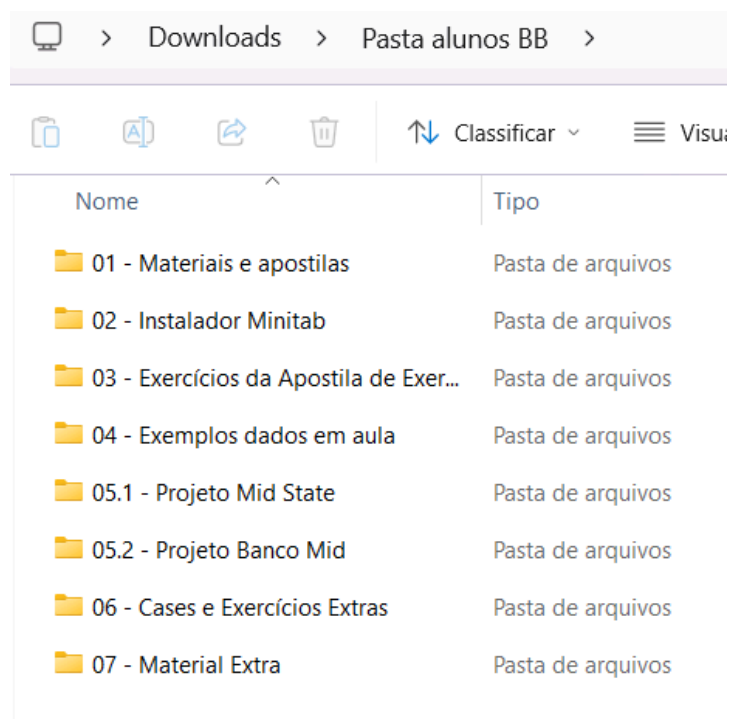 > Downloads > Pasta alunos BB >
Classificar Visua
Nome Tipo
01 - Materiais e apostilas Pasta de arquivos
02 - Instalador Minitab Pasta de arquivos
03 - Exercícios da Apostila de Exer... Pasta de arquivos
04 - Exemplos dados em aula Pasta de arquivos
05.1 - Projeto Mid State Pasta de arquivos
05.2 - Projeto Banco Mid Pasta de arquivos
06 - Cases e Exercícios Extras Pasta de arquivos
07 - Material Extra Pasta de arquivos